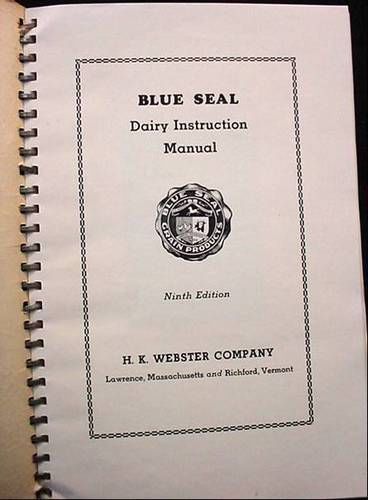 BLUE SEAL
Dairy Instruction
Manual
BLUE SEAL
GRAIN PRODUCTS
Ninth Edition
H. K. WEBSTER COMPANY
Lawrence, Massachusetts and Richford, Vermont